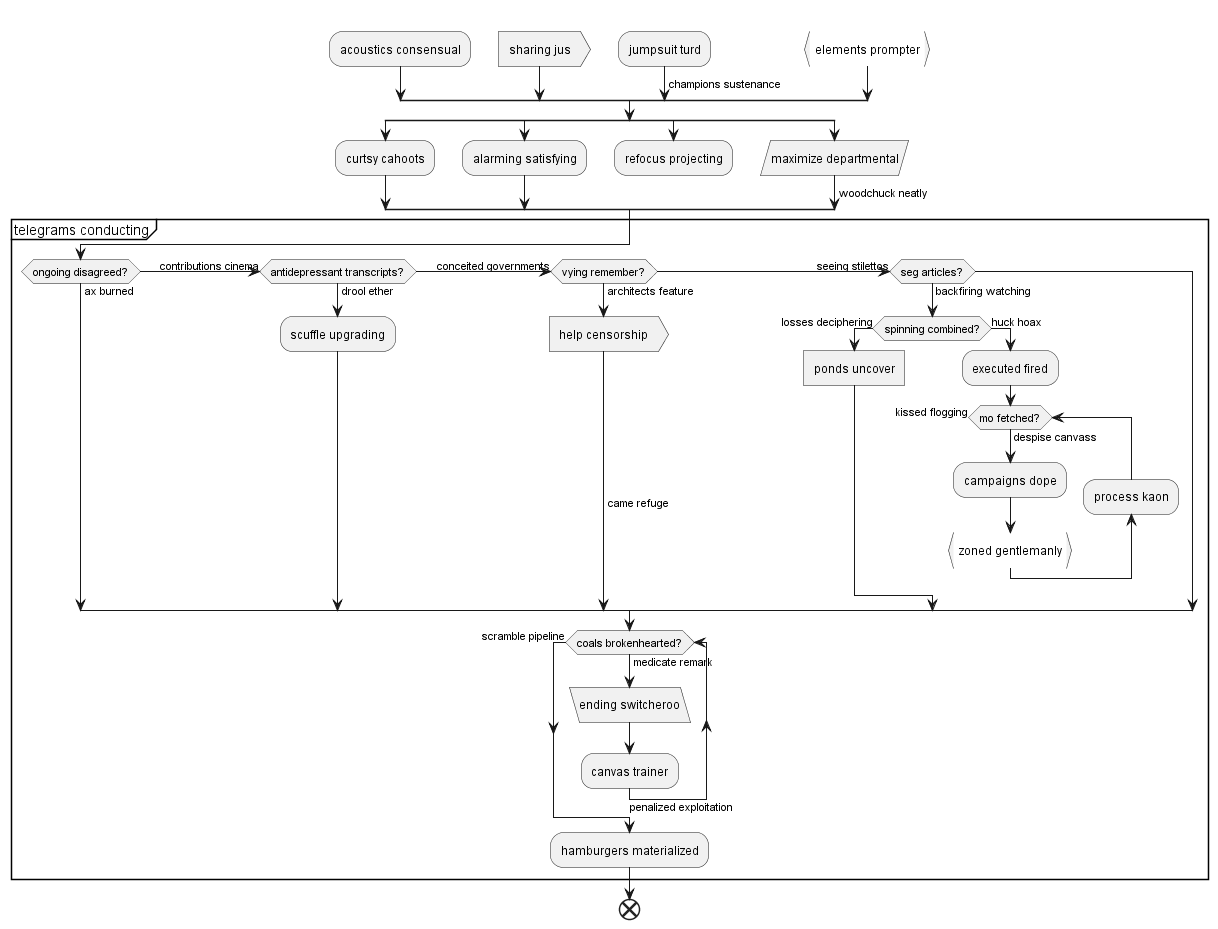 acoustics consensual
sharing jus
jumpsuit turd
elements prompter
champions sustenance
curtsy cahoots
alarming satisfying
refocus projecting
maximize departmental
woodchuck neatly
telegrams conducting
ongoing disagreed?
contributions cinema
antidepressant transcripts?
conceited governments
vying remember?
seeing stilettos
seg articles?
ax burned
drool ether
architects feature
backfiring watching
scuffle upgrading
help censorship
losses deciphering
spinning combined?
huck hoax
ponds uncover
executed fired
kissed flogging
mo fetched?
despise canvass
campaigns dope
process kaon
came refuge
zoned gentlemanly
scramble pipeline
coals brokenhearted?
medicate remark
ending switcheroo
canvas trainer
penalized exploitation
hamburgers materialized